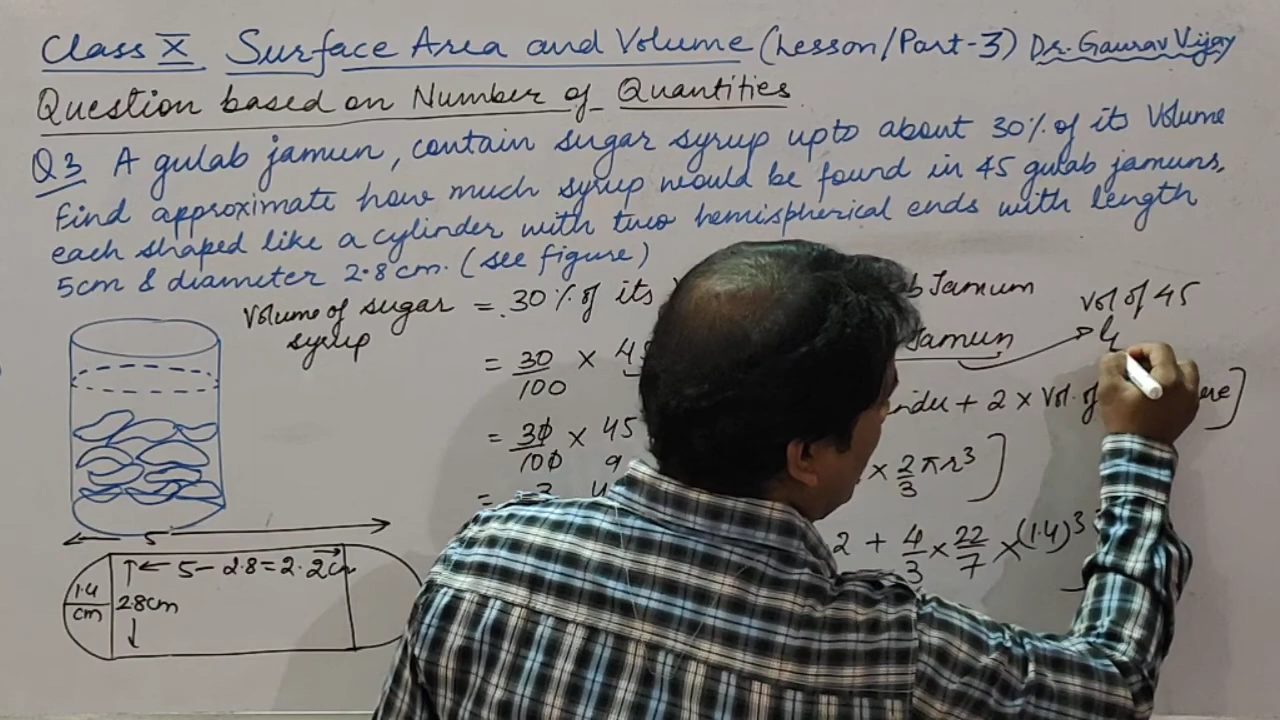 Class X Surface Area and Volume (Lesson/Part-3) Dr. Gaurav Vijay
Question based on Number of Quantities
Q3 A gulab jamun, contain sugar syrup upto about 30% of its volume
find approximate how much syrup would be found in 45 gulab jamuns,
each shaped like a cylinder with two hemispherical ends with length
5cm & diameter 2.8cm. (see figure)
Volume of sugar syrup = 30% of its Jamum
vol of 45
= 30/100 × Jamun
+ 2 × Vol. of ]
= 30/100 × 45 × 2/3 πr³)
=
+ 4/3 × 22/7 × (1.4)³
5
↑← 5 - 2.8 = 2.2cm
1.4 cm
2.8cm
↓